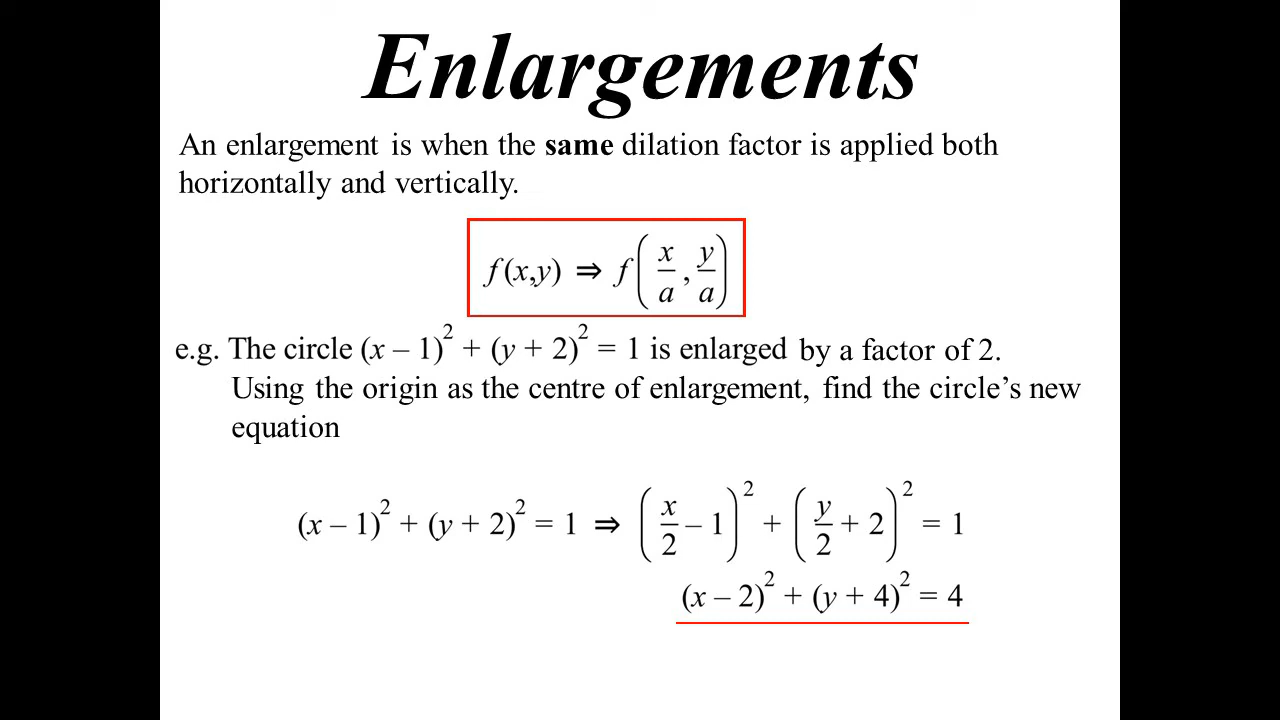 Enlargements
An enlargement is when the same dilation factor is applied both
horizontally and vertically.
f(x,y) ⇒ f(x/a, y/a)
e.g. The circle (x – 1)² + (y + 2)² = 1 is enlarged by a factor of 2.
Using the origin as the centre of enlargement, find the circle's new
equation
(x – 1)² + (y + 2)² = 1 ⇒ (x/2 – 1)² + (y/2 + 2)² = 1
(x – 2)² + (y + 4)² = 4